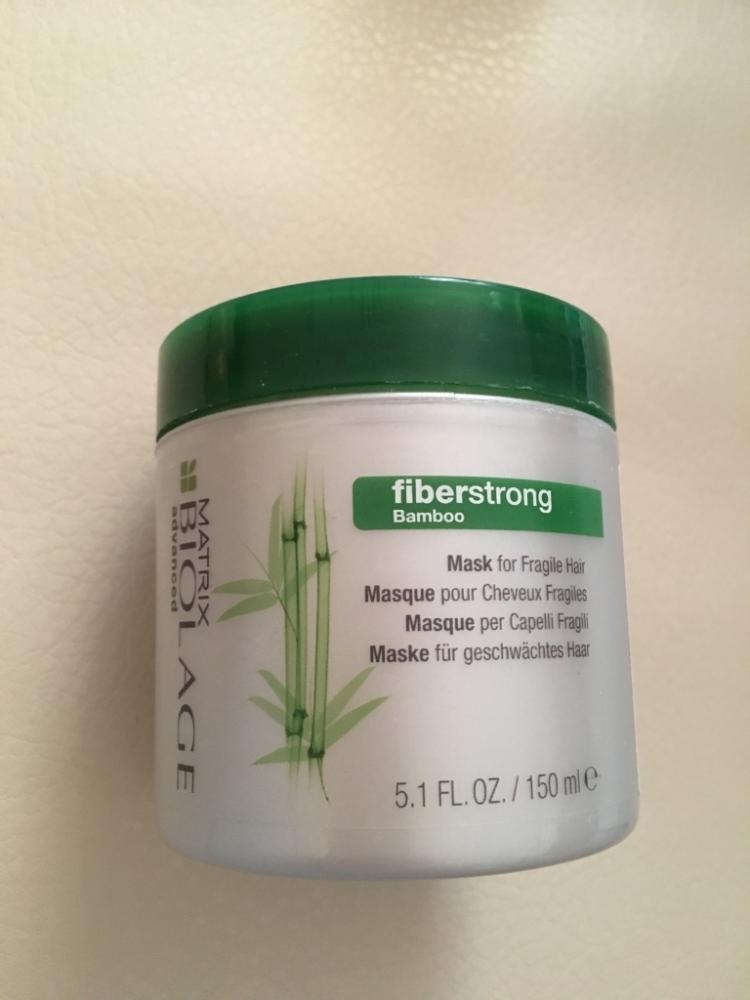 MATRIX
BIOLAGE
advanced
fiberstrong
Bamboo
Mask for Fragile Hair
Masque pour Cheveux Fragiles
Masque per Capelli Fragili
Maske für geschwächtes Haar
5.1 FL. OZ. / 150 ml ℮